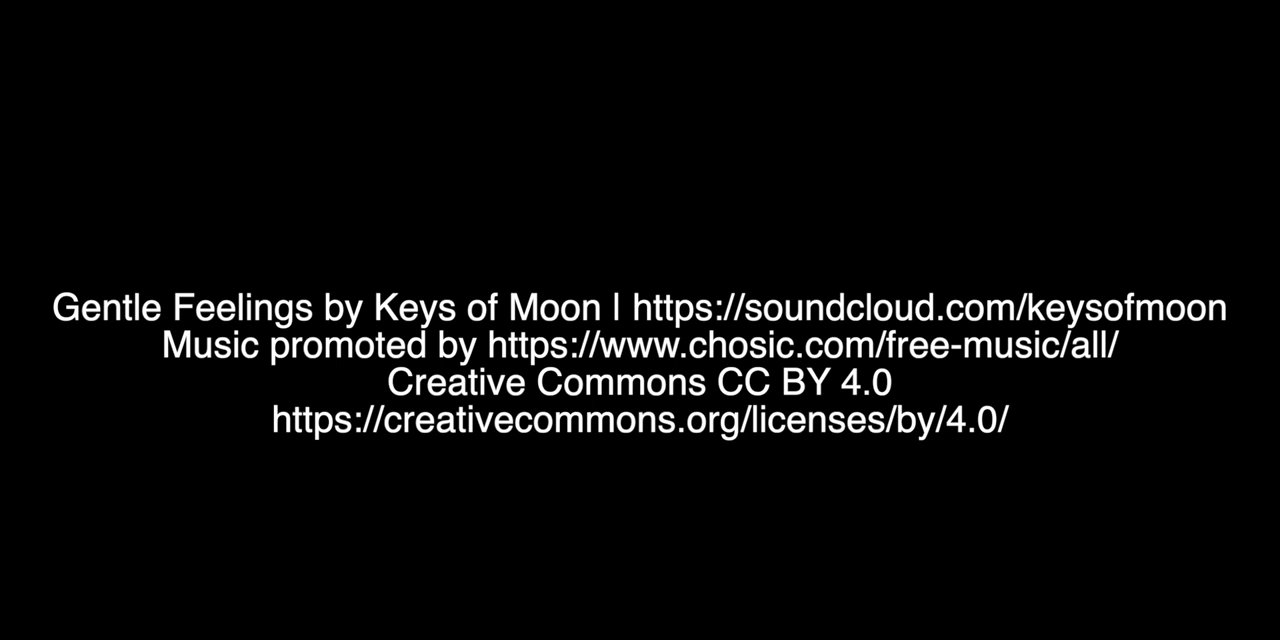 Gentle Feelings by Keys of Moon | https://soundcloud.com/keysofmoon
Music promoted by https://www.chosic.com/free-music/all/
Creative Commons CC BY 4.0
https://creativecommons.org/licenses/by/4.0/